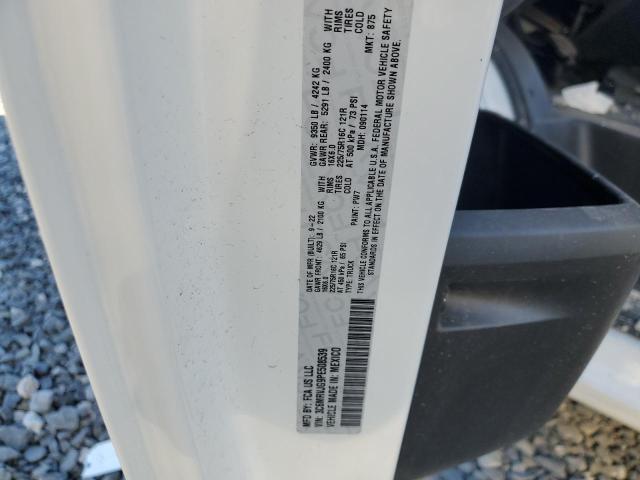 MFD BY: FCA US LLC
DATE OF MFR (BUILT): 9-22
GVWR: 9350 LB / 4242 KG
GAWR FRONT: 4629 LB / 2100 KG WITH
16X6.0 RIMS
225/75R16C 121R TIRES
AT 450 kPa / 65 PSI COLD
GAWR REAR: 5291 LB / 2400 KG WITH
16X6.0 RIMS
225/75R16C 121R TIRES
AT 500 kPa / 73 PSI COLD
TYPE: TRUCK
PAINT: PW7
MDH: 090114
MKT: 875
THIS VEHICLE CONFORMS TO ALL APPLICABLE U.S.A. FEDERAL MOTOR VEHICLE SAFETY
STANDARDS IN EFFECT ON THE DATE OF MANUFACTURE SHOWN ABOVE.
VIN: 3C6MRVJG9PE508539
VEHICLE MADE IN: MEXICO